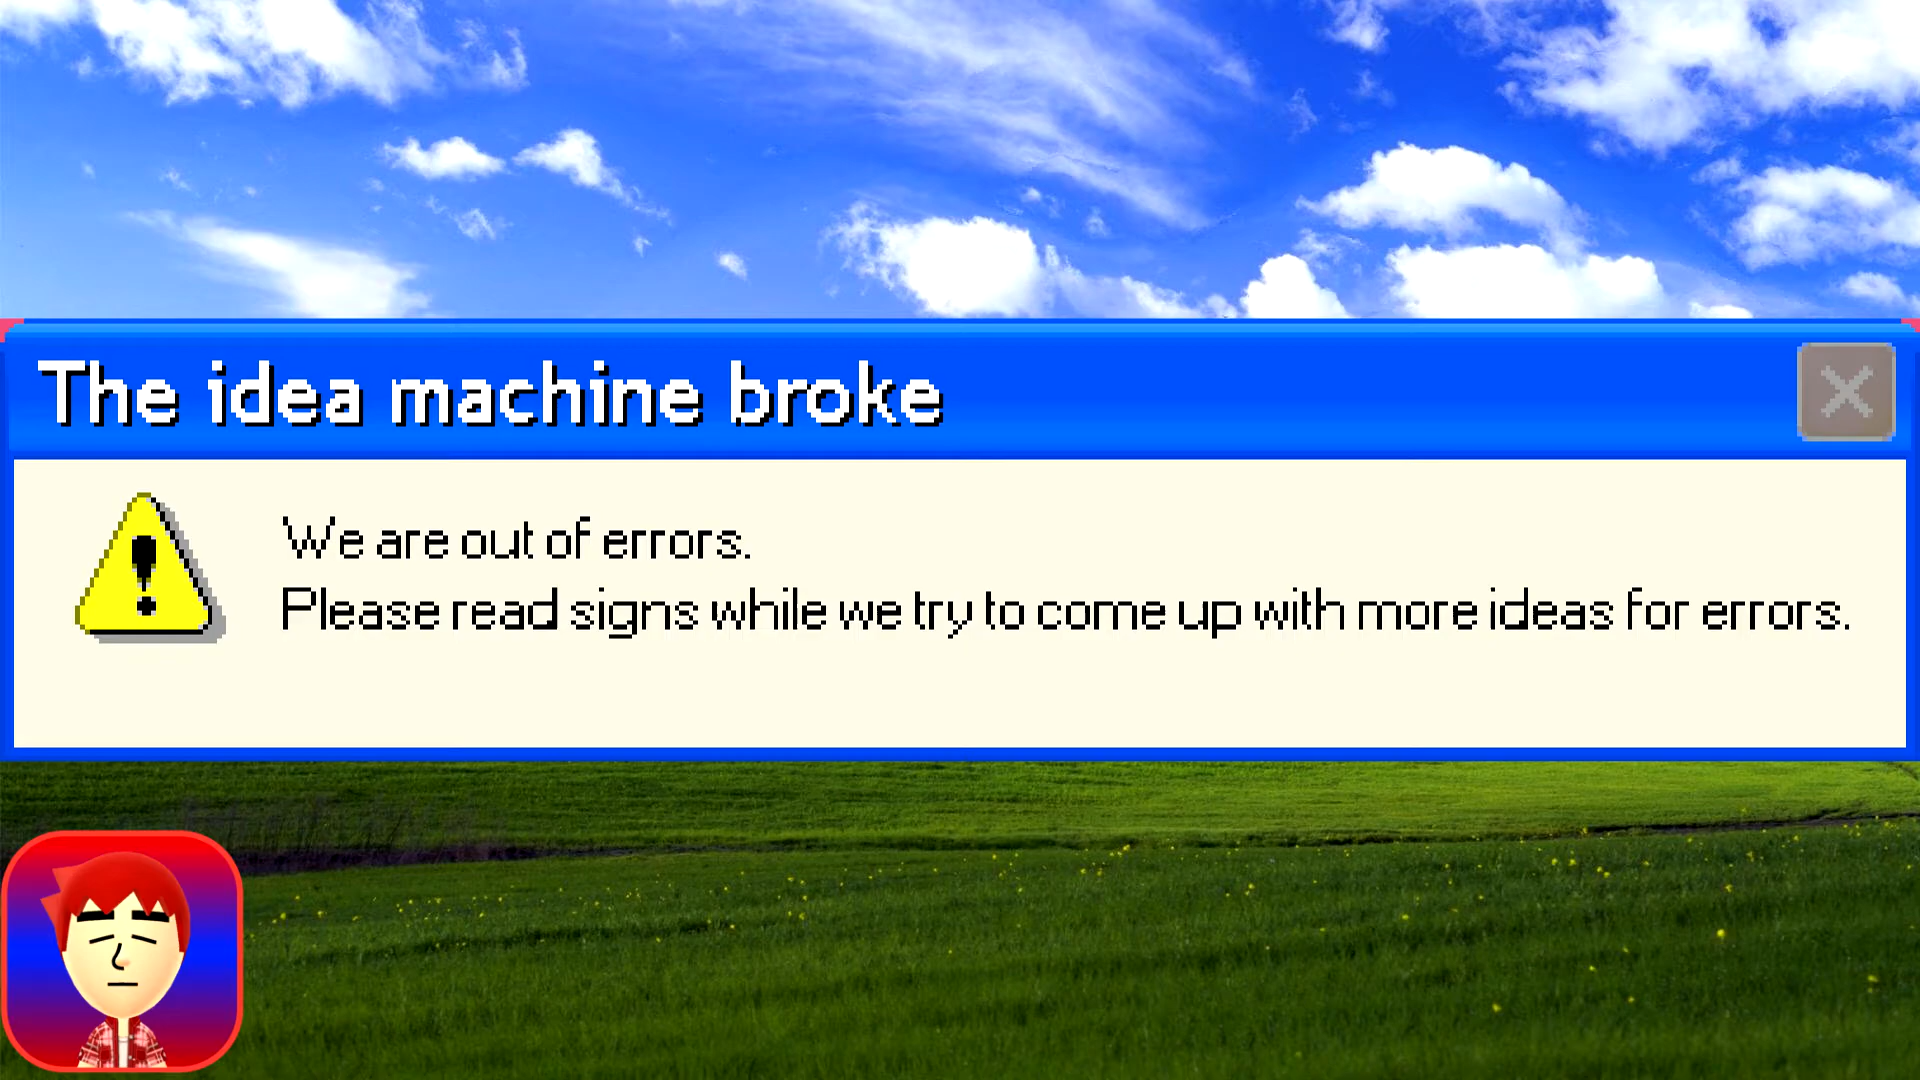 The idea machine broke
We are out of errors.
Please read signs while we try to come up with more ideas for errors.